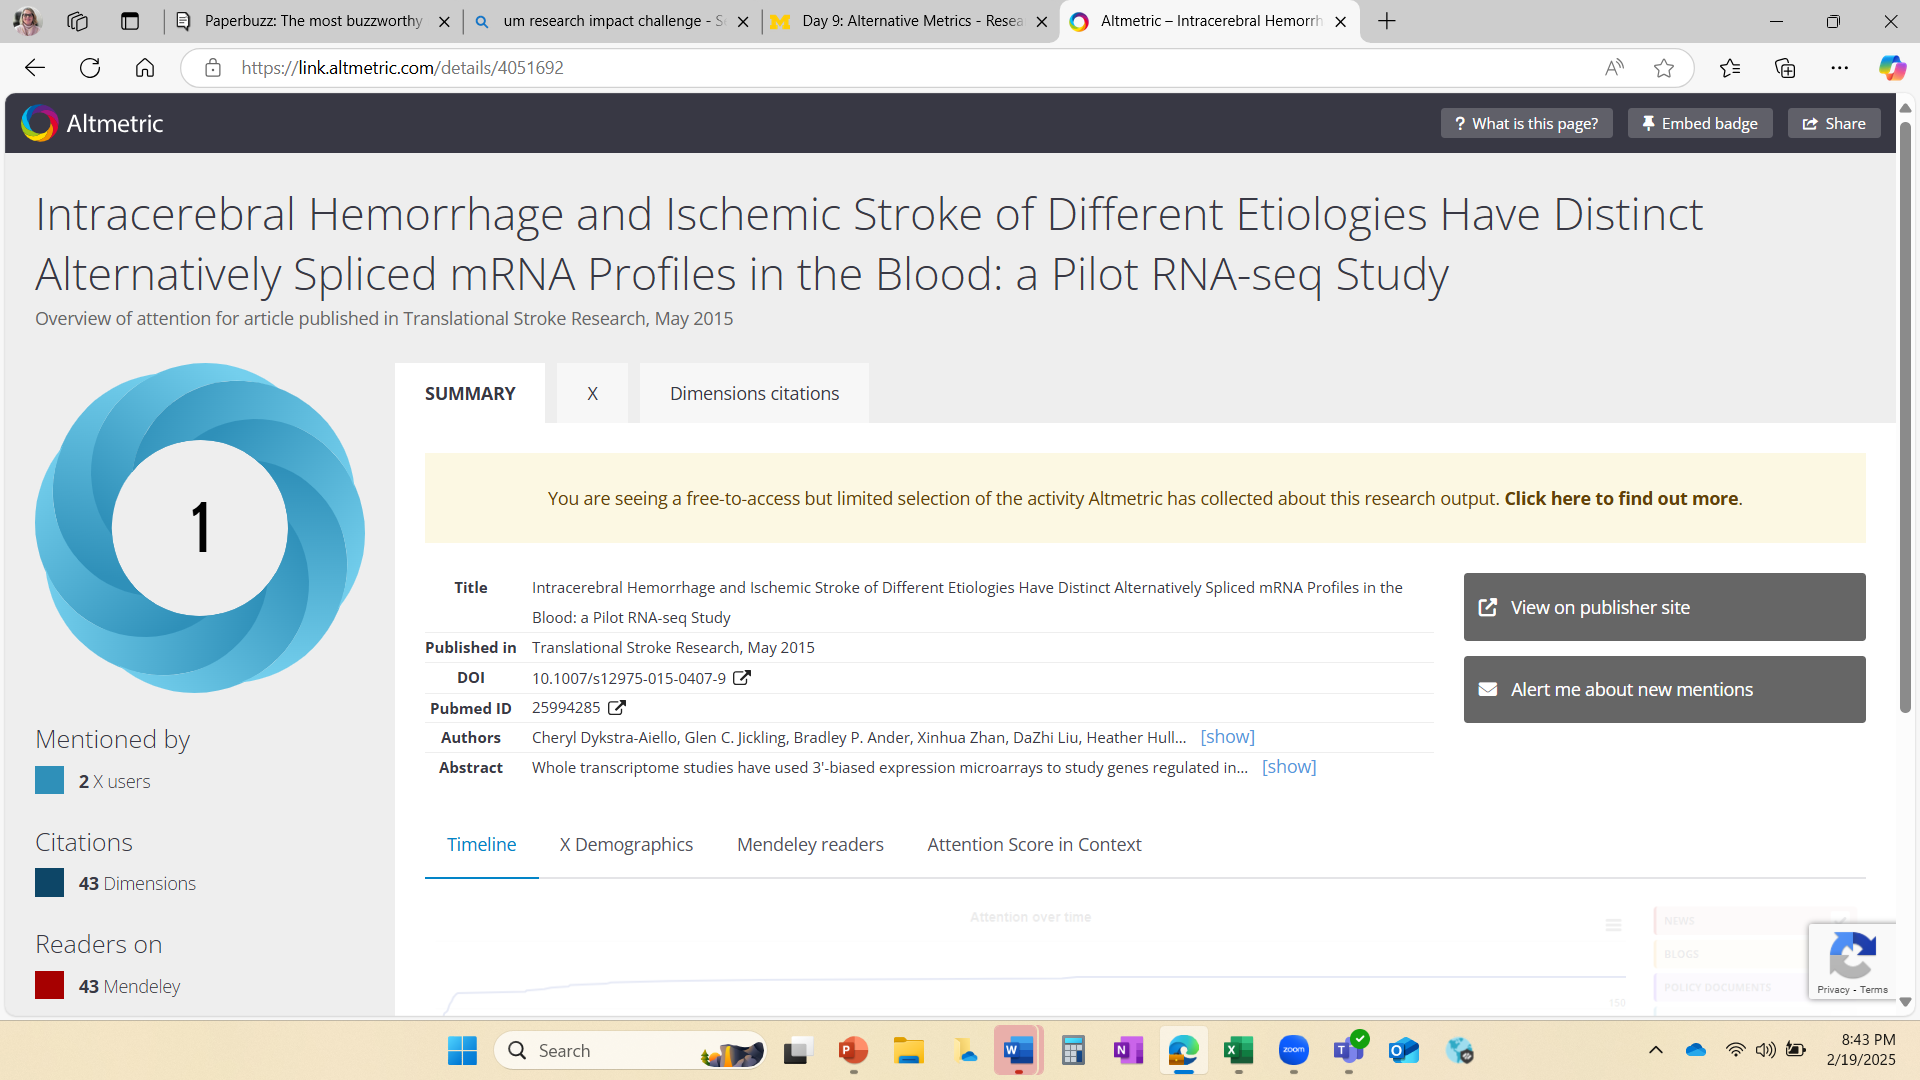 Paperbuzz: The most buzzworthy
um research impact challenge - S
Day 9: Alternative Metrics - Resea
Altmetric – Intracerebral Hemorrh
https://link.altmetric.com/details/4051692
Altmetric
? What is this page?
Embed badge
Share
Intracerebral Hemorrhage and Ischemic Stroke of Different Etiologies Have Distinct
Alternatively Spliced mRNA Profiles in the Blood: a Pilot RNA-seq Study
Overview of attention for article published in Translational Stroke Research, May 2015
1
Mentioned by
2 X users
Citations
43 Dimensions
Readers on
43 Mendeley
SUMMARY
X
Dimensions citations
You are seeing a free-to-access but limited selection of the activity Altmetric has collected about this research output. Click here to find out more.
Title Intracerebral Hemorrhage and Ischemic Stroke of Different Etiologies Have Distinct Alternatively Spliced mRNA Profiles in the
Blood: a Pilot RNA-seq Study
Published in Translational Stroke Research, May 2015
DOI 10.1007/s12975-015-0407-9
Pubmed ID 25994285
Authors Cheryl Dykstra-Aiello, Glen C. Jickling, Bradley P. Ander, Xinhua Zhan, DaZhi Liu, Heather Hull... [show]
Abstract Whole transcriptome studies have used 3'-biased expression microarrays to study genes regulated in... [show]
View on publisher site
Alert me about new mentions
Timeline
X Demographics
Mendeley readers
Attention Score in Context
Attention over time
150
NEWS
BLOGS
POLICY DOCUMENTS
Privacy - Terms
Search
zoom
8:43 PM
2/19/2025